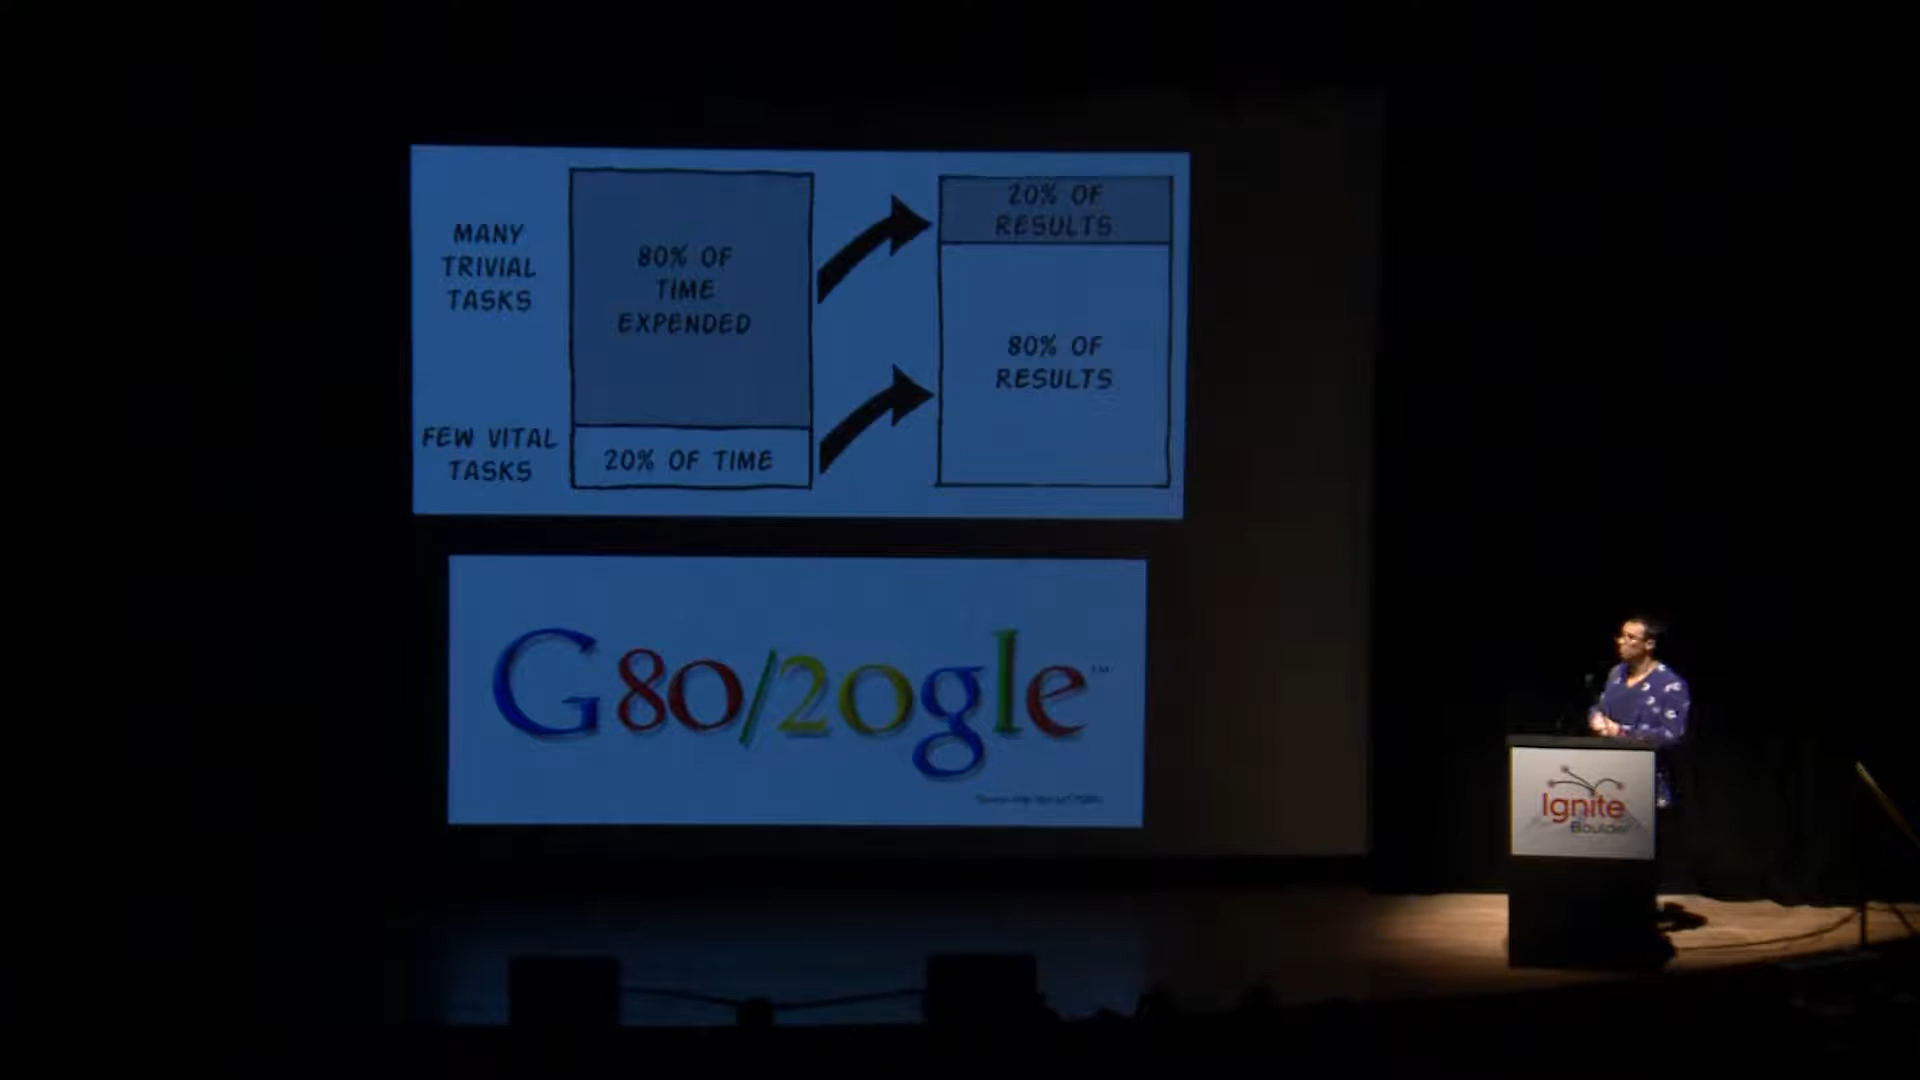 MANY
TRIVIAL
TASKS
80% OF
TIME
EXPENDED
20% OF
RESULTS
80% OF
RESULTS
FEW VITAL
TASKS
20% OF TIME
G80/20gle™
Ignite
Boulder